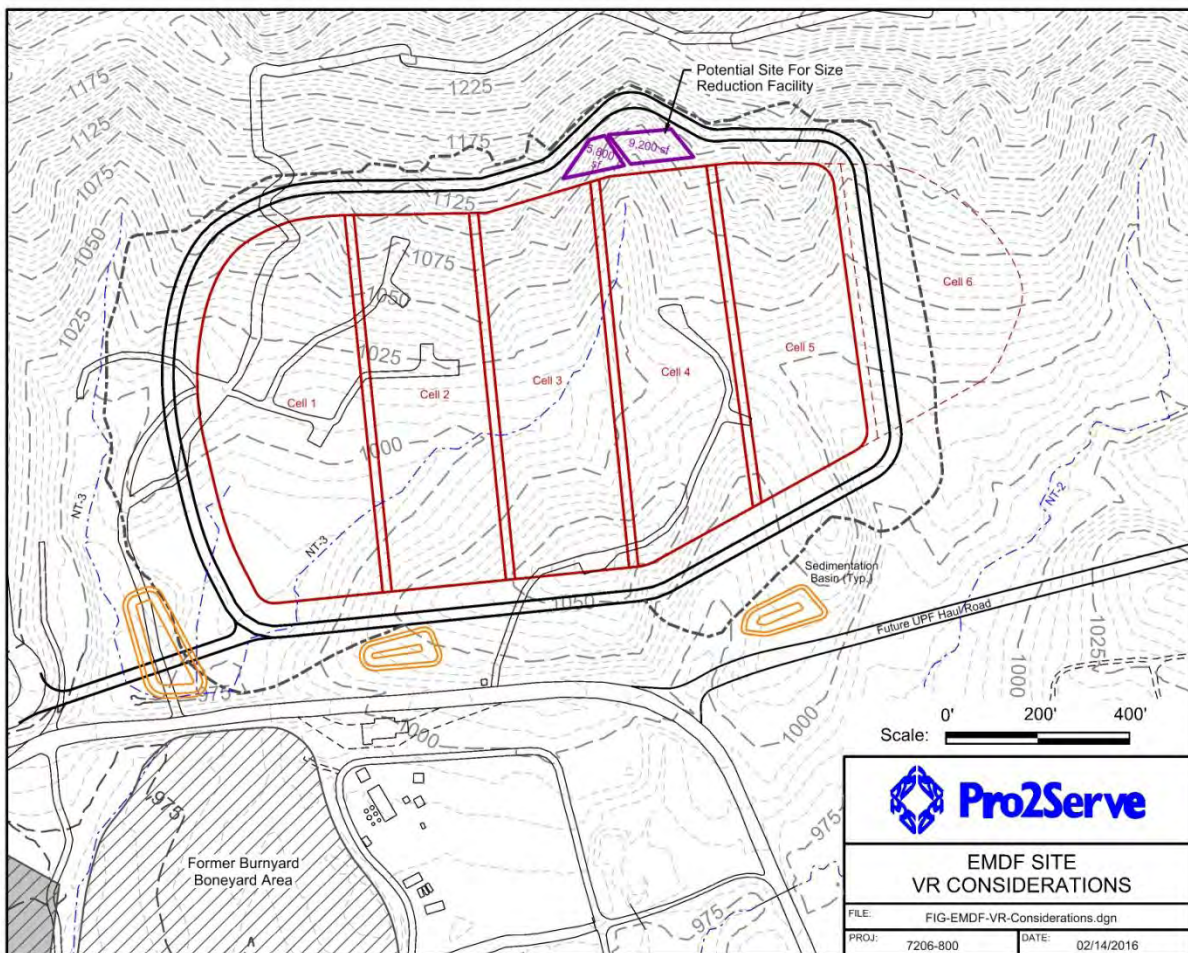 Potential Site For Size
Reduction Facility
1175
1225
1125
1175
5,800
sf
9,200 sf
1075
1125
1050
1075
Cell 6
1050
1025
1025
Cell 5
Cell 3
Cell 4
Cell 2
Cell 1
1000
NT-3
NT-2
NT-3
Sedimentation
Basin (Typ.)
1050
Future UPF Haul Road
1025
1000
975
1000
1000
0' 200' 400'
Scale:
975
975
975
Former Burnyard
Boneyard Area
Pro2Serve
EMDF SITE
VR CONSIDERATIONS
FILE: FIG-EMDF-VR-Considerations.dgn
PROJ: 7206-800
DATE: 02/14/2016